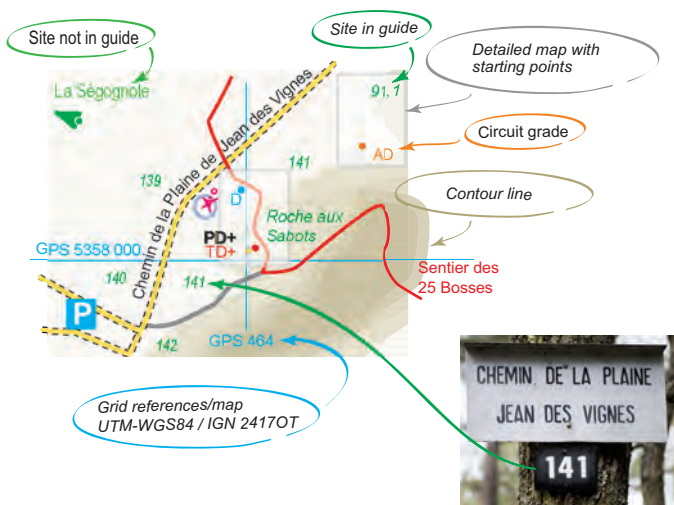 Site not in guide
Site in guide
Detailed map with
starting points
La Ségognole
91,1
Circuit grade
AD
Chemin de la Plaine de Jean des Vignes
141
139
D
Contour line
Roche aux
Sabots
PD+
TD+
GPS 5358 000
140
141
Sentier des
25 Bosses
P
142
GPS 464
Grid references/map
UTM-WGS84 / IGN 2417OT
CHEMIN DE LA PLAINE
JEAN DES VIGNES
141